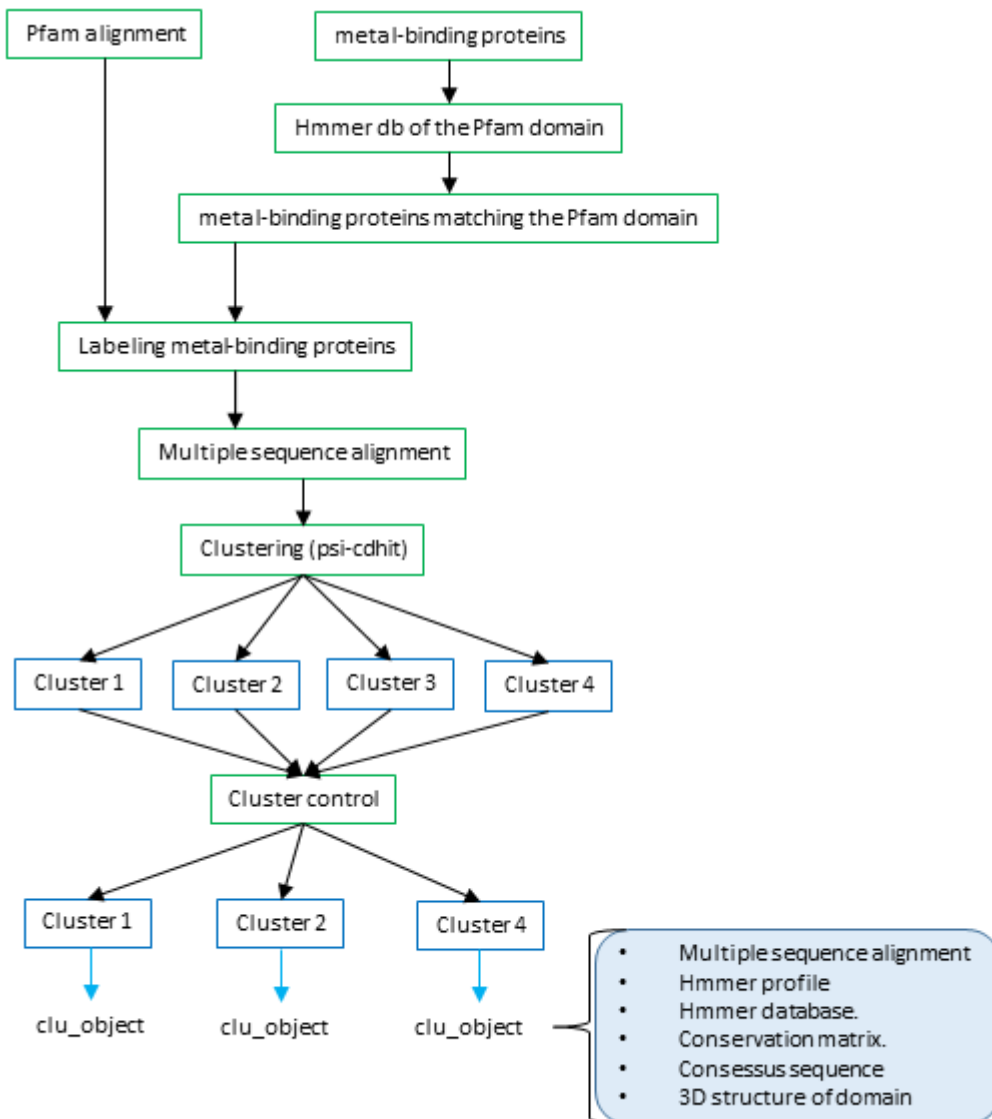 Pfam alignment
metal-binding proteins
Hmmer db of the Pfam domain
metal-binding proteins matching the Pfam domain
Labeling metal-binding proteins
Multiple sequence alignment
Clustering (psi-cdhit)
Cluster 1
Cluster 2
Cluster 3
Cluster 4
Cluster control
Cluster 1
Cluster 2
Cluster 4
clu_object
clu_object
clu_object
• Multiple sequence alignment
• Hmmer profile
• Hmmer database.
• Conservation matrix.
• Consessus sequence
• 3D structure of domain